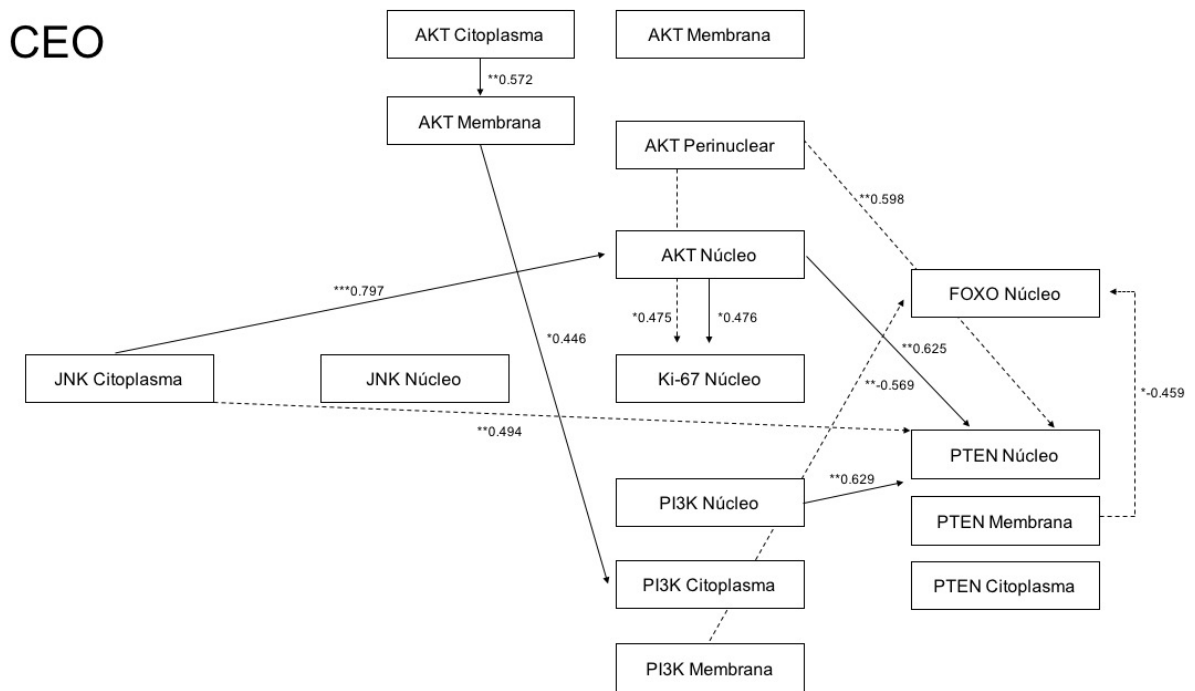 CEO
AKT Citoplasma
AKT Membrana
**0.572
AKT Membrana
AKT Perinuclear
**0.598
AKT Núcleo
***0.797
FOXO Núcleo
*0.475
*0.476
*0.446
**0.625
JNK Citoplasma
JNK Núcleo
Ki-67 Núcleo
**-0.569
*-0.459
**0.494
PTEN Núcleo
**0.629
PI3K Núcleo
PTEN Membrana
PI3K Citoplasma
PTEN Citoplasma
PI3K Membrana